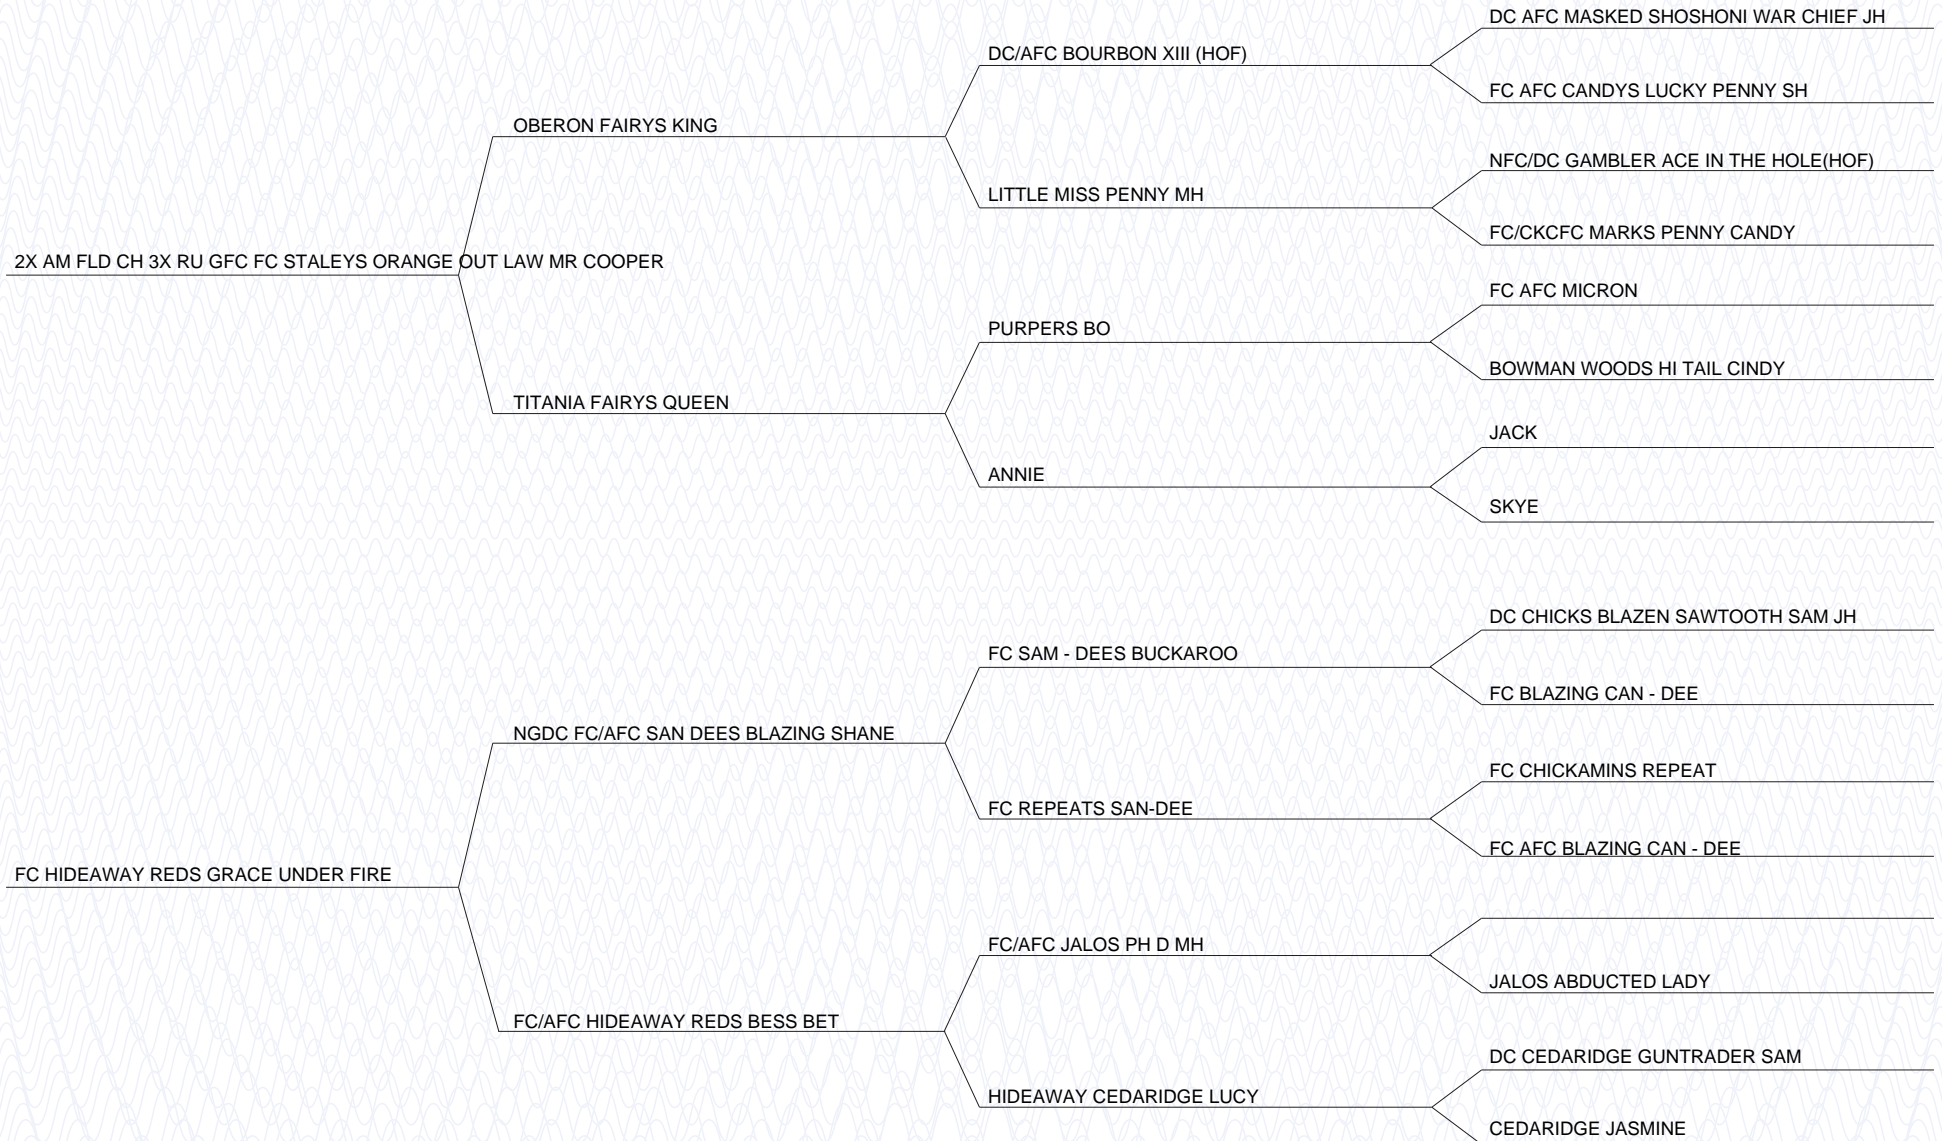 DC AFC MASKED SHOSHONI WAR CHIEF JH
DC/AFC BOURBON XIII (HOF)
FC AFC CANDYS LUCKY PENNY SH
OBERON FAIRYS KING
NFC/DC GAMBLER ACE IN THE HOLE(HOF)
LITTLE MISS PENNY MH
FC/CKCFC MARKS PENNY CANDY
2X AM FLD CH 3X RU GFC FC STALEYS ORANGE OUT LAW MR COOPER
FC AFC MICRON
PURPERS BO
BOWMAN WOODS HI TAIL CINDY
TITANIA FAIRYS QUEEN
JACK
ANNIE
SKYE
DC CHICKS BLAZEN SAWTOOTH SAM JH
FC SAM - DEES BUCKAROO
FC BLAZING CAN - DEE
NGDC FC/AFC SAN DEES BLAZING SHANE
FC CHICKAMINS REPEAT
FC REPEATS SAN-DEE
FC AFC BLAZING CAN - DEE
FC HIDEAWAY REDS GRACE UNDER FIRE
FC/AFC JALOS PH D MH
JALOS ABDUCTED LADY
FC/AFC HIDEAWAY REDS BESS BET
DC CEDARIDGE GUNTRADER SAM
HIDEAWAY CEDARIDGE LUCY
CEDARIDGE JASMINE